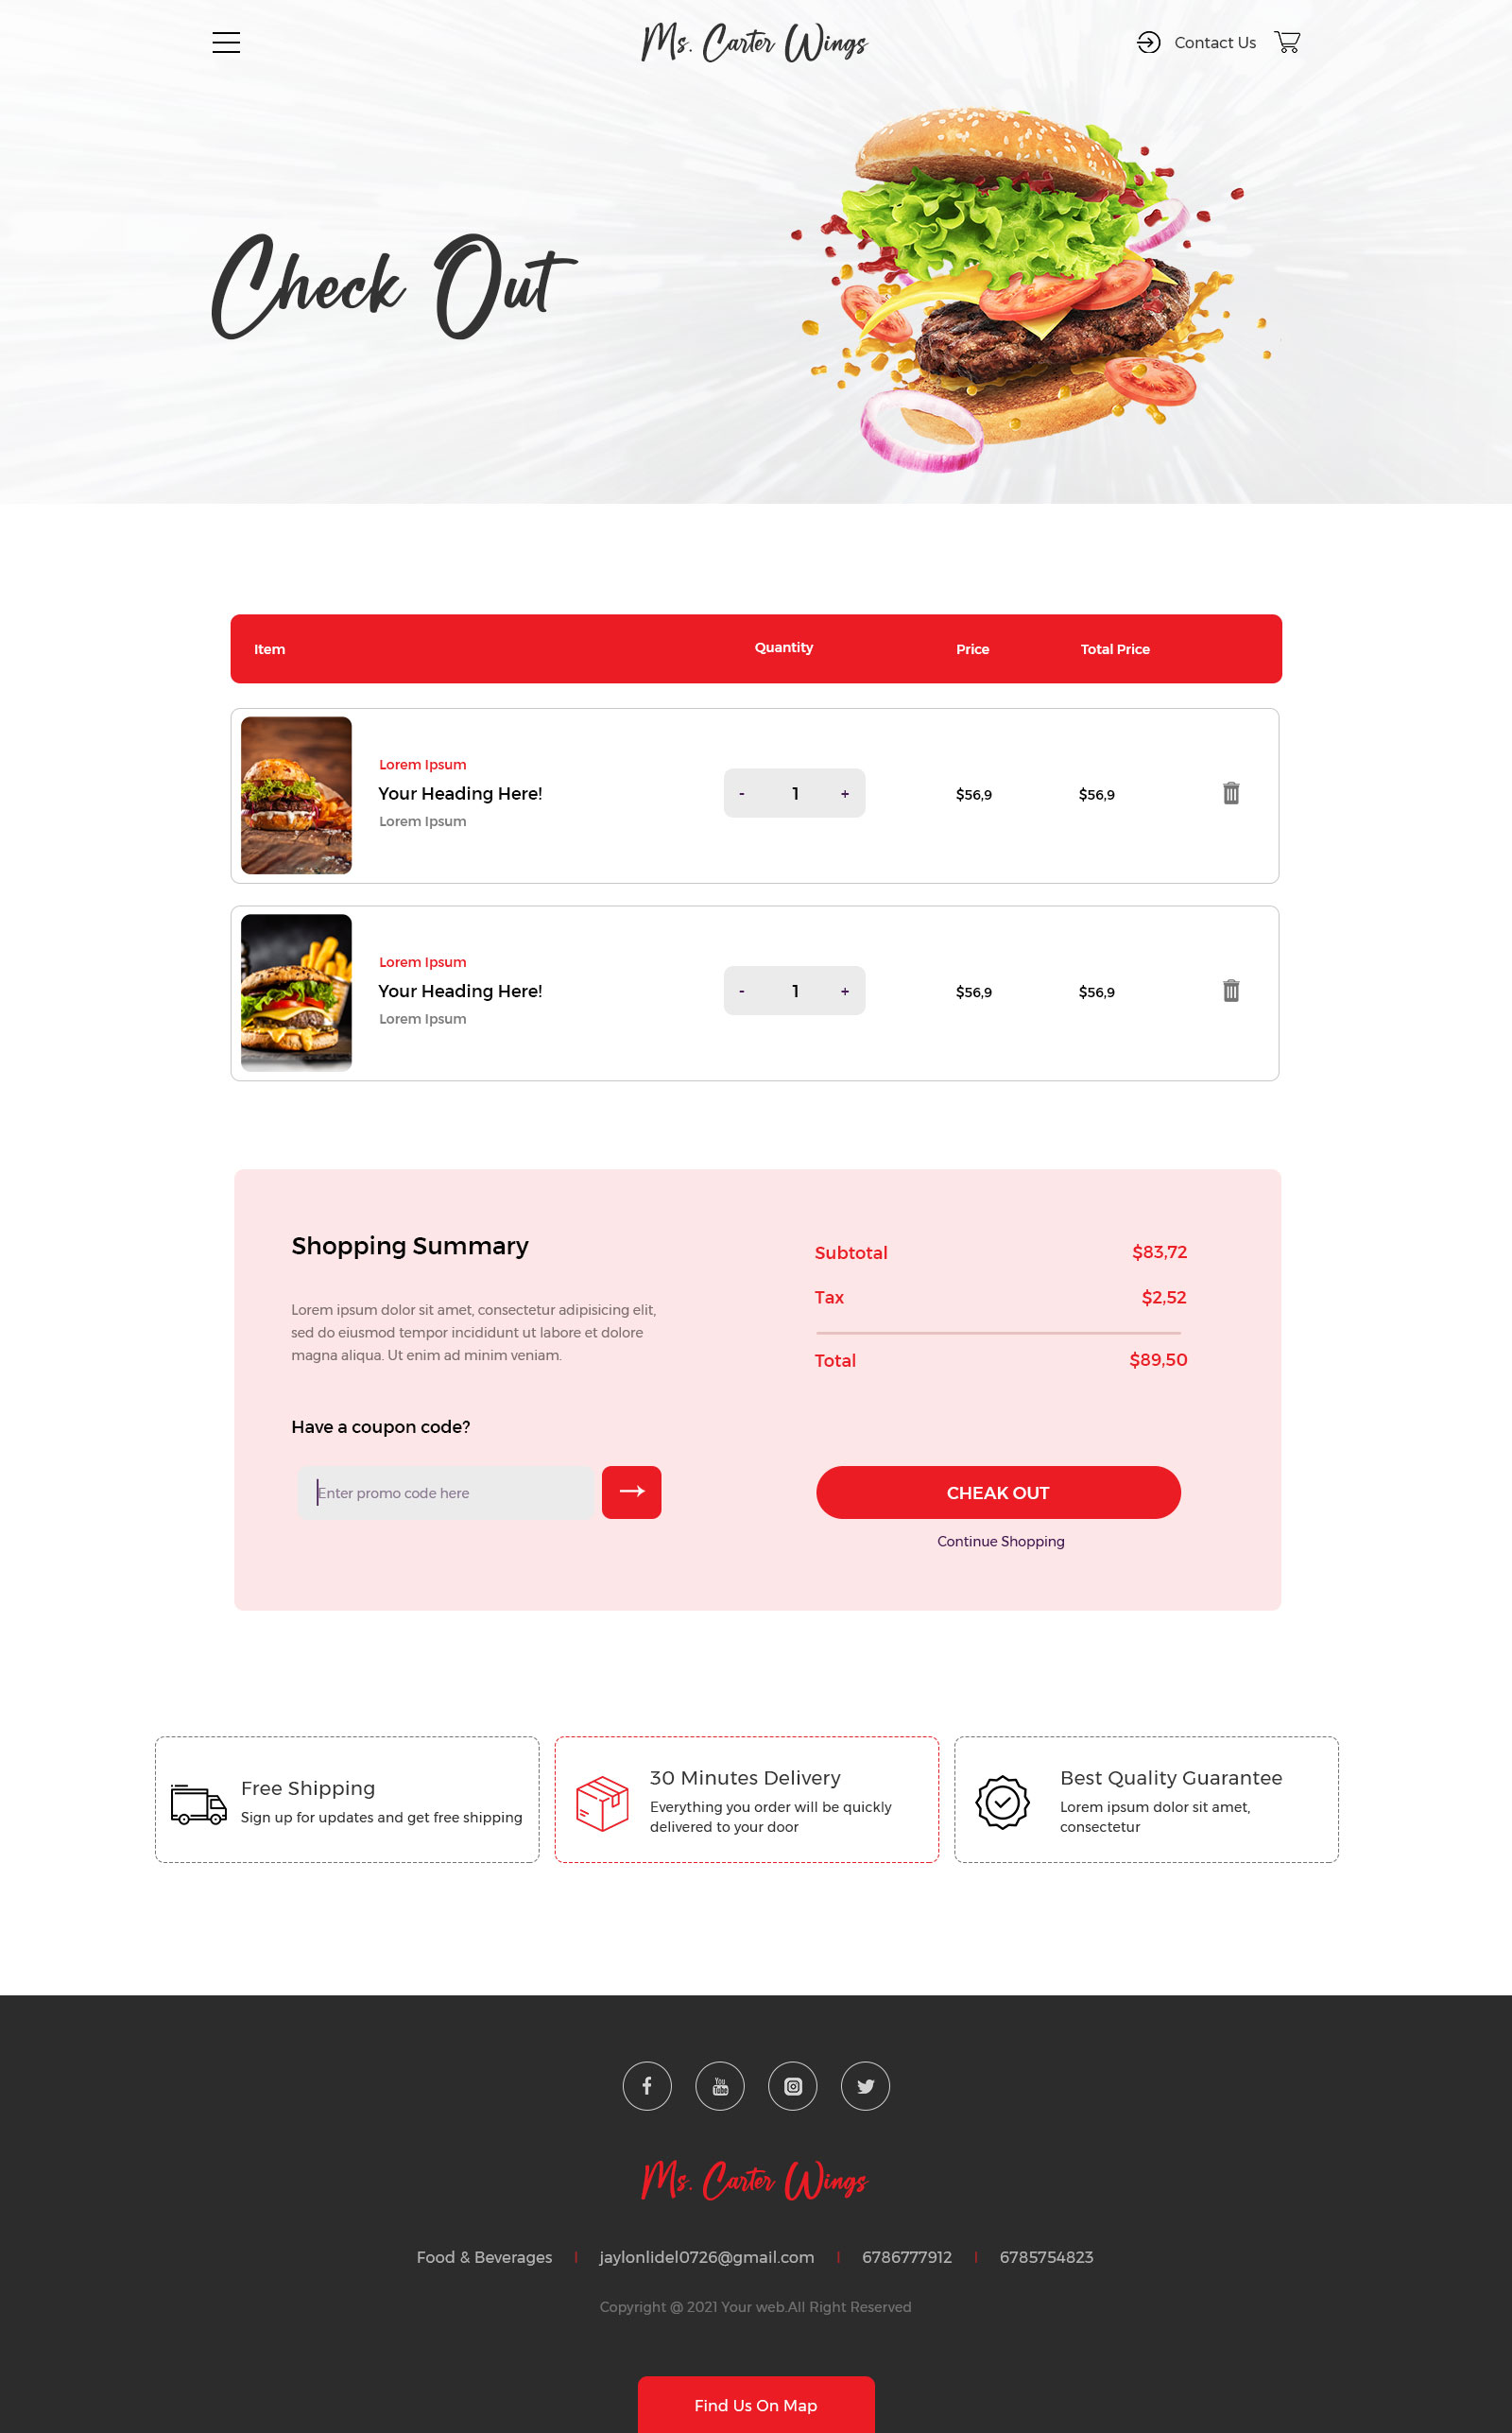 Ms. Carter Wings
Contact Us
Check Out
Item Quantity Price Total Price
Lorem Ipsum
Your Heading Here!
Lorem Ipsum
- 1 +
$56,9
$56,9
Lorem Ipsum
Your Heading Here!
Lorem Ipsum
- 1 +
$56,9
$56,9
Shopping Summary
Lorem ipsum dolor sit amet, consectetur adipisicing elit,
sed do eiusmod tempor incididunt ut labore et dolore
magna aliqua. Ut enim ad minim veniam.
Have a coupon code?
Enter promo code here
Subtotal $83,72
Tax $2,52
Total $89,50
CHEAK OUT
Continue Shopping
Free Shipping
Sign up for updates and get free shipping
30 Minutes Delivery
Everything you order will be quickly
delivered to your door
Best Quality Guarantee
Lorem ipsum dolor sit amet,
consectetur
You
Tube
Ms. Carter Wings
Food & Beverages | jaylonlidel0726@gmail.com | 6786777912 | 6785754823
Copyright @ 2021 Your web.All Right Reserved
Find Us On Map